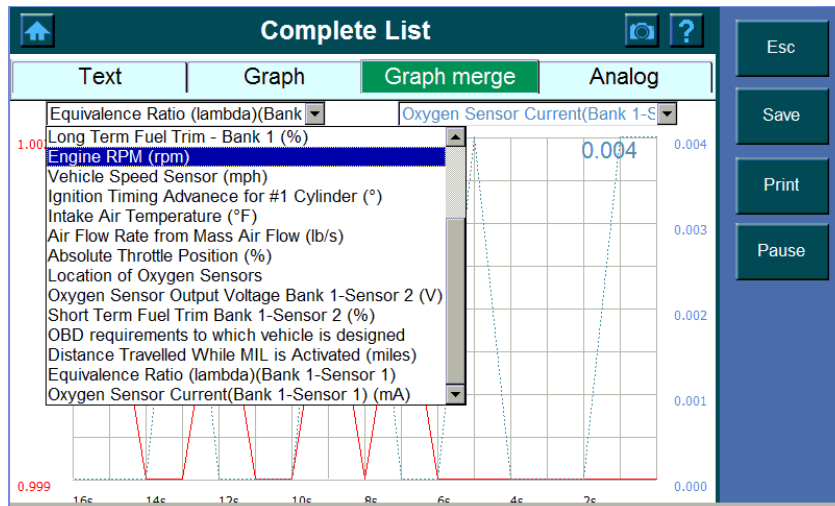 Complete List
?
Esc
Text Graph Graph merge Analog
Equivalence Ratio (lambda)(Bank
Oxygen Sensor Current(Bank 1-S
Save
Long Term Fuel Trim - Bank 1 (%)
0.004
0.004
Engine RPM (rpm)
Vehicle Speed Sensor (mph)
Print
Ignition Timing Advanece for #1 Cylinder (°)
Intake Air Temperature (°F)
Air Flow Rate from Mass Air Flow (lb/s)
0.003
Absolute Throttle Position (%)
Pause
Location of Oxygen Sensors
Oxygen Sensor Output Voltage Bank 1-Sensor 2 (V)
Short Term Fuel Trim Bank 1-Sensor 2 (%)
0.002
OBD requirements to which vehicle is designed
Distance Travelled While MIL is Activated (miles)
Equivalence Ratio (lambda)(Bank 1-Sensor 1)
Oxygen Sensor Current(Bank 1-Sensor 1) (mA)
0.001
0.999
0.000
16s 14s 12s 10s 8s 6s 4s 2s